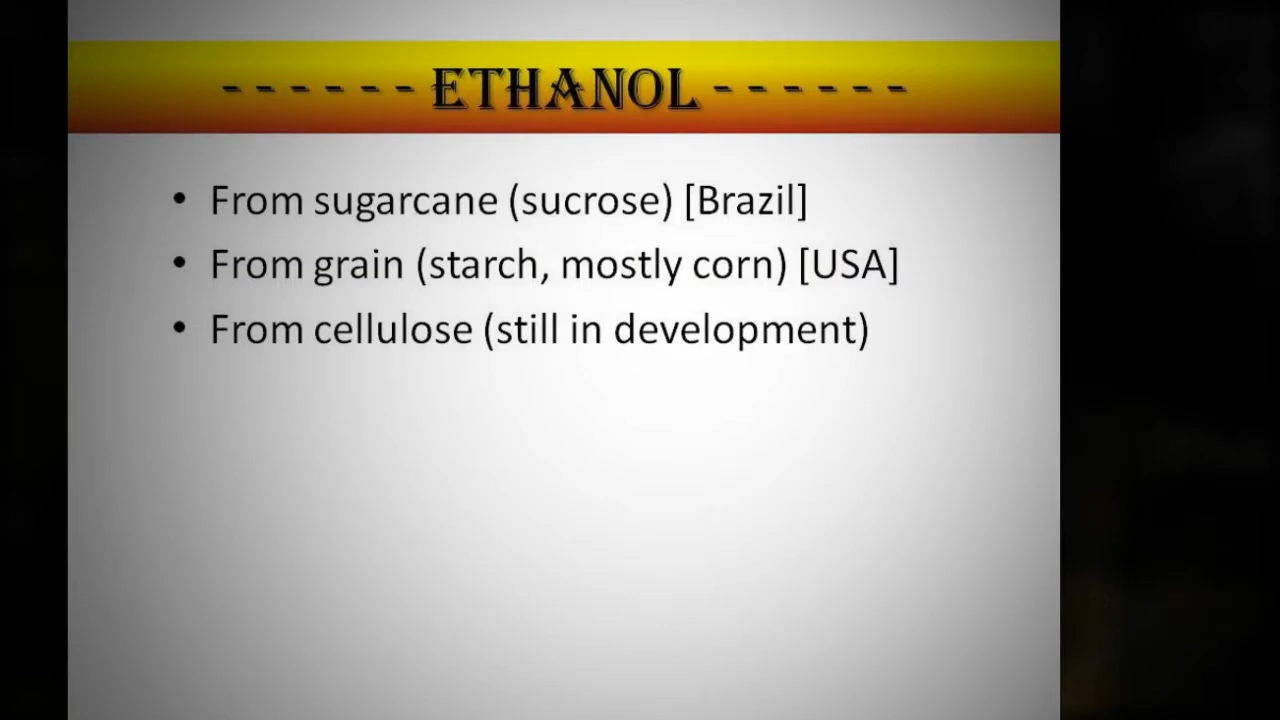 - - - - - - ETHANOL - - - - - -
• From sugarcane (sucrose) [Brazil]
• From grain (starch, mostly corn) [USA]
• From cellulose (still in development)